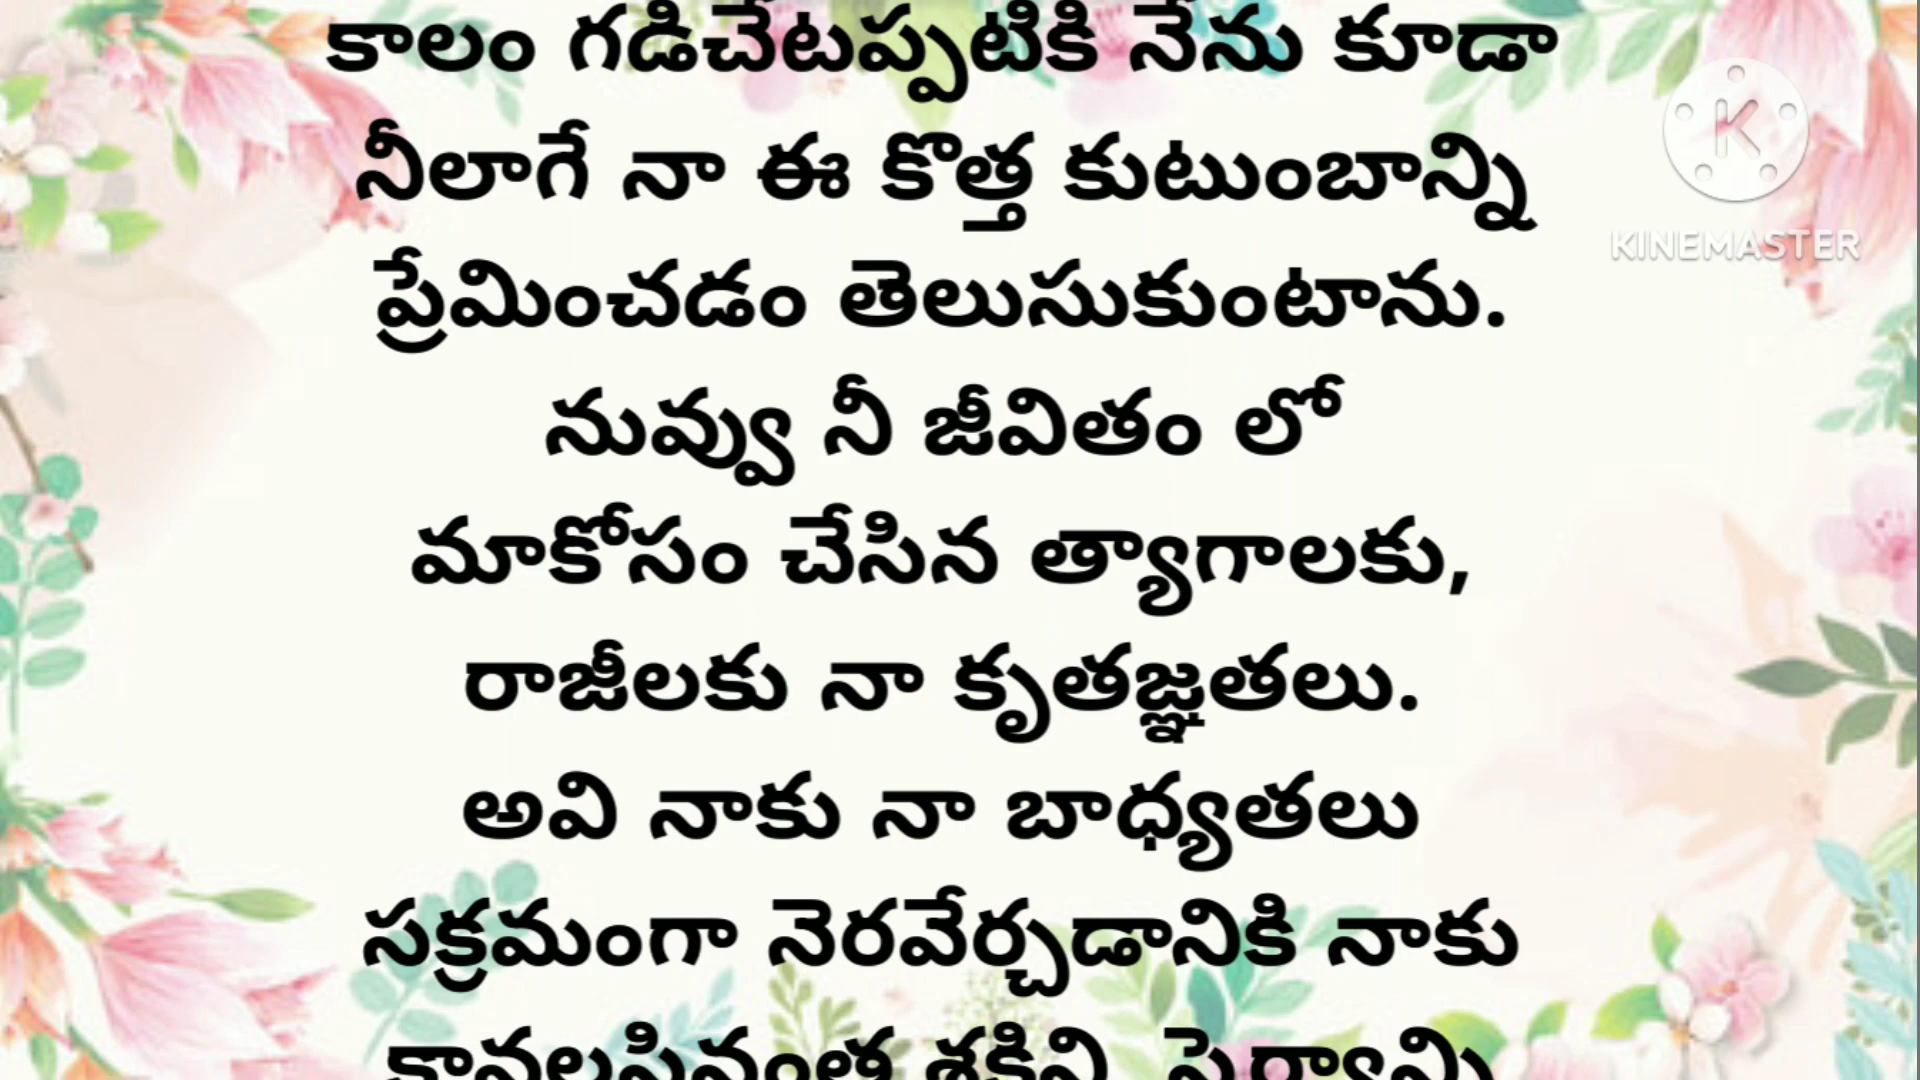 కాలం గడిచేటప్పటికి నేను కూడా
నీలాగే నా ఈ కొత్త కుటుంబాన్ని
ప్రేమించడం తెలుసుకుంటాను.
నువ్వు నీ జీవితం లో
మాకోసం చేసిన త్యాగాలకు,
రాజీలకు నా కృతజ్ఞతలు.
అవి నాకు నా బాధ్యతలు
సక్రమంగా నెరవేర్చడానికి నాకు
KINEMASTER